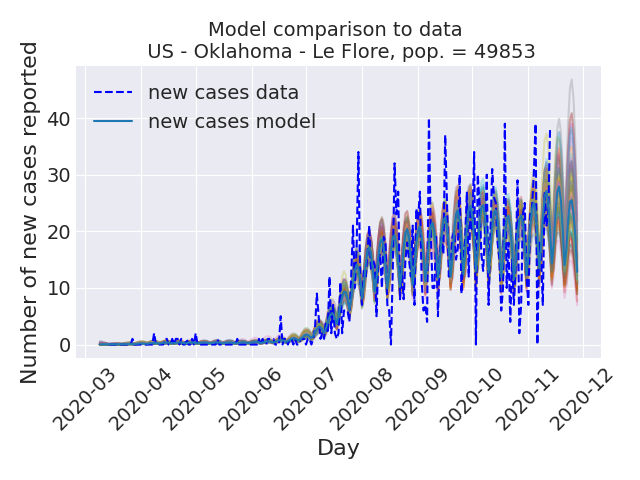 Model comparison to data
US - Oklahoma - Le Flore, pop. = 49853
Number of new cases reported
40
30
20
10
0
new cases data
new cases model
2020-03
2020-04
2020-05
2020-06
2020-07
2020-08
2020-09
2020-10
2020-11
2020-12
Day